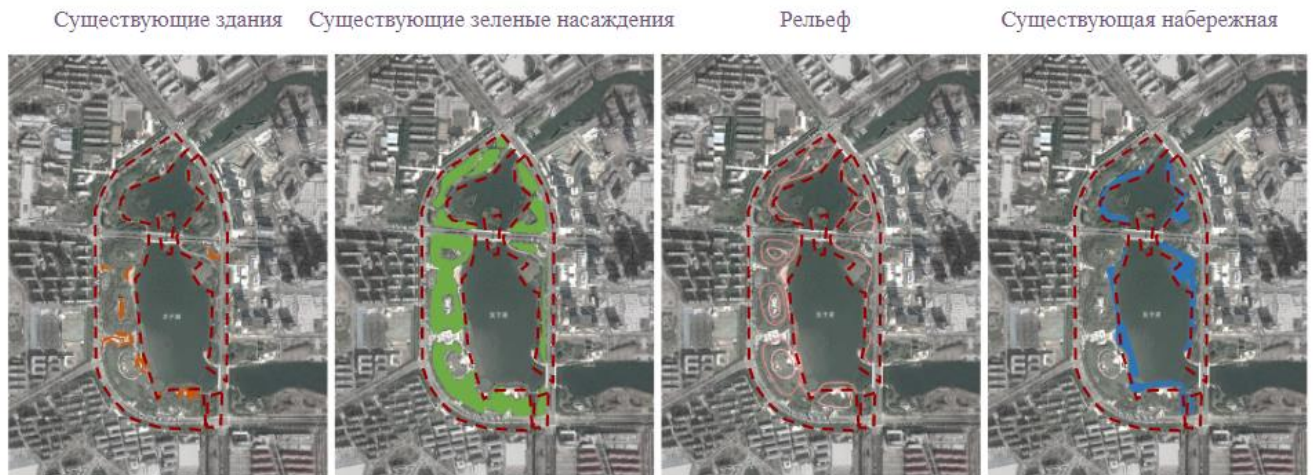 Существующие здания
Существующие зеленые насаждения
Рельеф
Существующая набережная